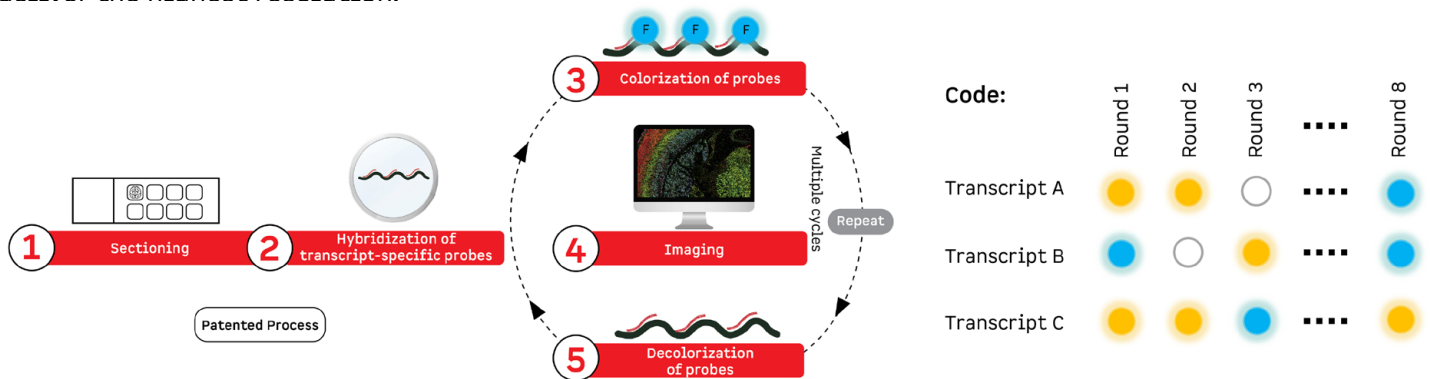 1
Sectioning
2
Hybridization of
transcript-specific probes
Patented Process
F F F
3
Colorization of probes
4
Imaging
Multiple cycles
Repeat
5
Decolorization
of probes
Code:
Round 1
Round 2
Round 3
Round 8
Transcript A
Transcript B
Transcript C